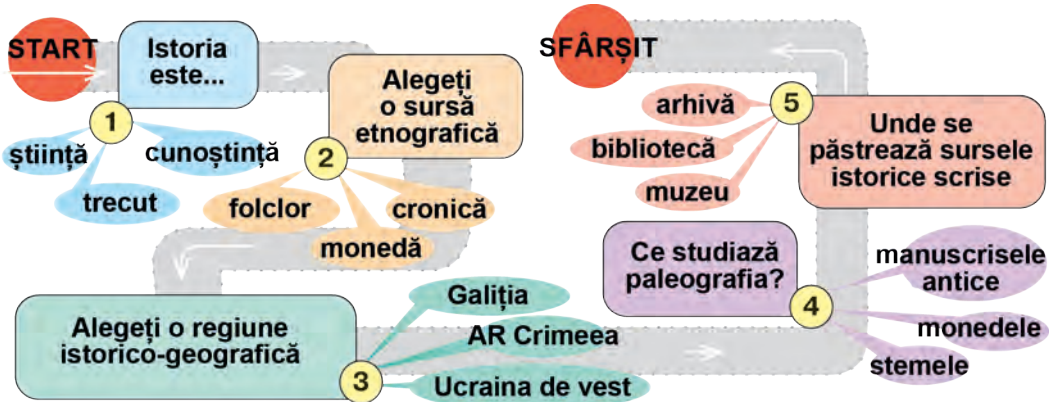 START
Istoria
este...
1
știință
cunoștință
trecut
Alegeți
o sursă
etnografică
2
folclor
cronică
monedă
Alegeți o regiune
istorico-geografică
3
Galiția
AR Crimeea
Ucraina de vest
Ce studiază
paleografia?
4
manuscrisele
antice
monedele
stemele
Unde se
păstrează sursele
istorice scrise
5
arhivă
bibliotecă
muzeu
SFÂRȘIT